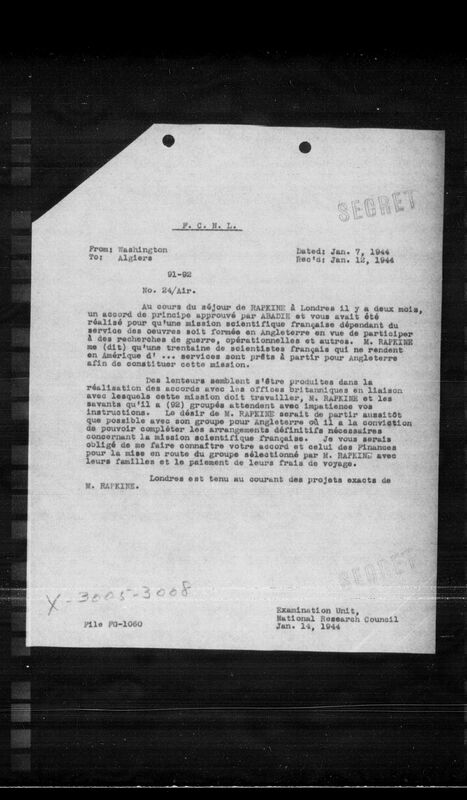 SECRET
F. C. N. L.
From: Washington Dated: Jan. 7, 1944
To: Algiers Rec'd: Jan. 12, 1944
91-92
No. 24/Air.
Au cours du séjour de RAPKINE à Londres il y a deux mois,
un accord de principe approuvé par ABADIE et vous avait été
réalisé pour qu'une mission scientifique française dépendant du
service des oeuvres soit formée en Angleterre en vue de participer
à des recherches de guerre, opérationnelles et autres. M. RAPKINE
me (dit) qu'une trentaine de scientistes français qui ne rendent
en Amérique d' ... services sont prêts à partir pour Angleterre
afin de constituer cette mission.
Des lenteurs semblent s'être produites dans la
réalisation des accords avec les offices britanniques en liaison
avec lesquels cette mission doit travailler, M. RAPKINE et les
savants qu'il a (92) groupés attendent avec impatience vos
instructions. Le désir de M. RAPKINE serait de partir aussitôt
que possible avec son groupe pour Angleterre où il a la conviction
de pouvoir compléter les arrangements définitifs nécessaires
concernant la mission scientifique française. Je vous serais
obligé de me faire connaître votre accord et celui des Finances
pour la mise en route du groupe sélectionné par M. RAPKINE avec
leurs familles et le paiement de leurs frais de voyage.
Londres est tenu au courant des projets exacts de
M. RAPKINE.
SECRET
X-3005-3008
File FG-1060
Examination Unit,
National Research Council
Jan. 14, 1944